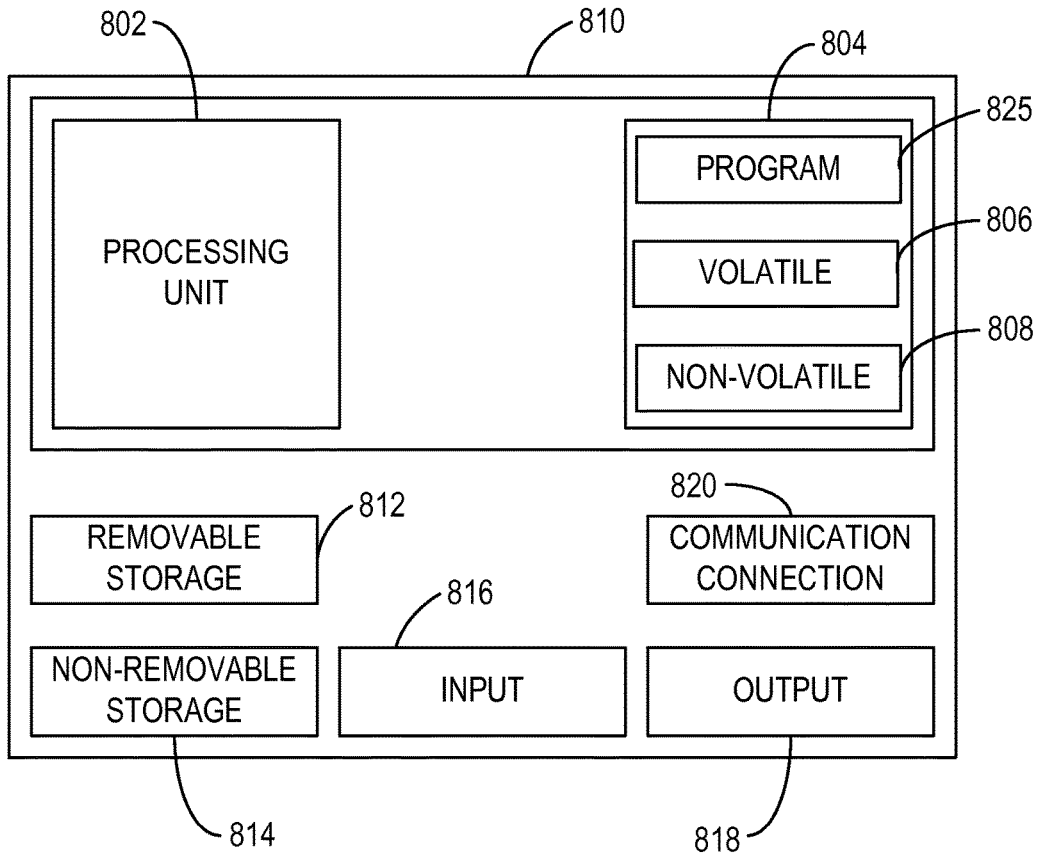 802
810
804
825
PROCESSING
UNIT
PROGRAM
806
VOLATILE
808
NON-VOLATILE
REMOVABLE
STORAGE
812
820
COMMUNICATION
CONNECTION
816
NON-REMOVABLE
STORAGE
INPUT
OUTPUT
814
818